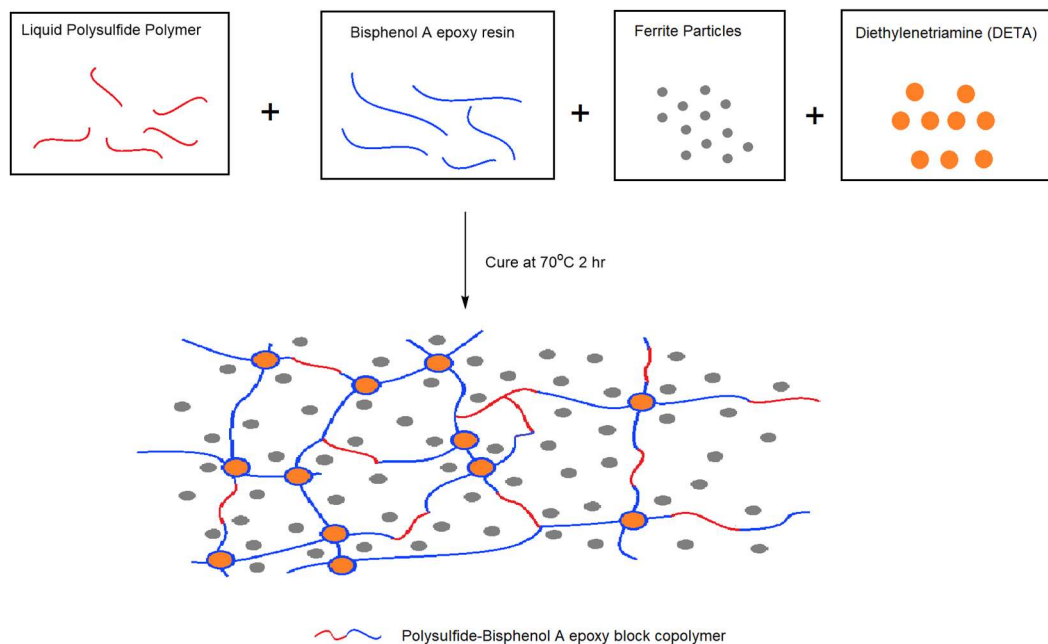 Liquid Polysulfide Polymer
Bisphenol A epoxy resin
Ferrite Particles
Diethylenetriamine (DETA)
+
+
+
Cure at 70°C 2 hr
Polysulfide-Bisphenol A epoxy block copolymer